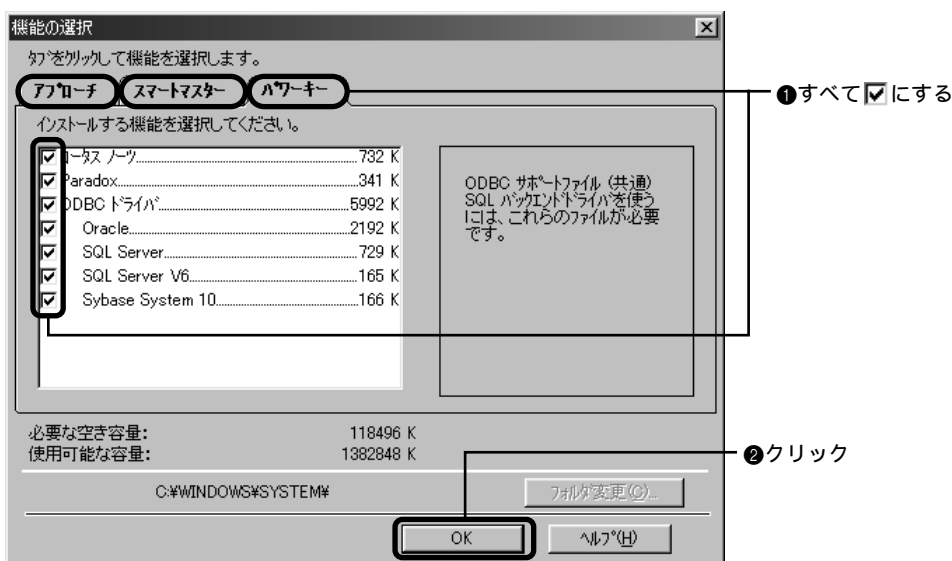 機能の選択
タブをクリックして機能を選択します。
アプローチ スマートマスター パワーキー
❶すべて☑にする
インストールする機能を選択してください。
ロータス ノーツ 732 K
Paradox 341 K
ODBC ドライバ 5992 K
Oracle 2192 K
SQL Server 729 K
SQL Server V6 165 K
Sybase System 10 166 K
ODBC サポートファイル (共通)
SQL バックエンドドライバを使う
には、これらのファイルが必要
です。
必要な空き容量: 118496 K
使用可能な容量: 1382848 K
❷クリック
C:¥WINDOWS¥SYSTEM¥
フォルダ変更(C)...
OK
ヘルプ(H)